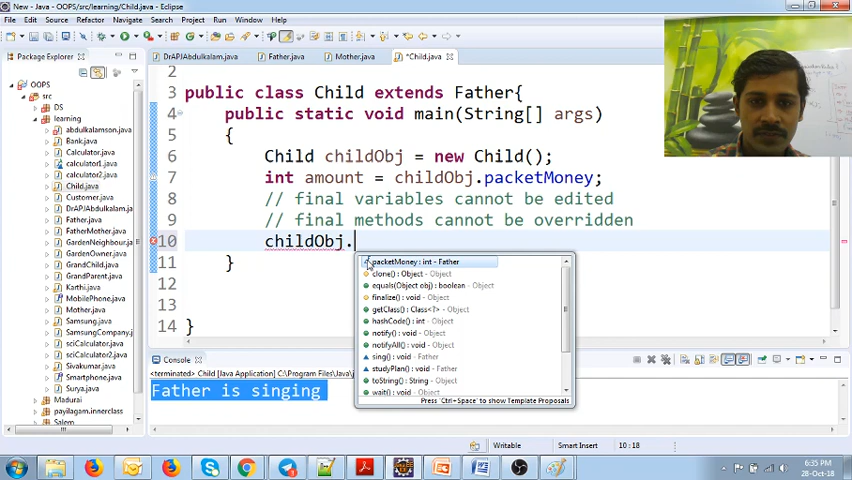 New - Java - OOPS/src/learning/Child.java - Eclipse
File Edit Source Refactor Navigate Search Project Run Window Help
Package Explorer
DrAPJAbdulkalam.java
Father.java
Mother.java
*Child.java
OOPS
src
DS
learning
abdulkalamson.java
Bank.java
Calculator.java
calculator1.java
calculator2.java
Child.java
Customer.java
DrAPJAbdulkalam.java
Father.java
FatherMother.java
GardenNeighbour.java
GardenOwner.java
GrandChild.java
GrandParent.java
Karthi.java
MobilePhone.java
Mother.java
Samsung.java
SamsungCompany.java
sciCalculator.java
sciCalculator2.java
Sivakumar.java
Smartphone.java
Surya.java
Madurai
payilagam.innerclass
Salem
2
3 public class Child extends Father{
4 public static void main(String[] args)
5 {
6 Child childObj = new Child();
7 int amount = childObj.packetMoney;
8 // final variables cannot be edited
9 // final methods cannot be overridden
10 childObj.
11 }
12
13
14 }
packetMoney : int - Father
clone() : Object - Object
equals(Object obj) : boolean - Object
finalize() : void - Object
getClass() : Class<?> - Object
hashCode() : int - Object
notify() : void - Object
notifyAll() : void - Object
sing() : void - Father
studyPlan() : void - Father
toString() : String - Object
wait() : void - Object
Press 'Ctrl+Space' to show Template Proposals
Console
<terminated> Child [Java Application] C:\Program Files\Java\j
Father is singing
Writable Smart Insert 10 : 18
6:35 PM
28-Oct-18